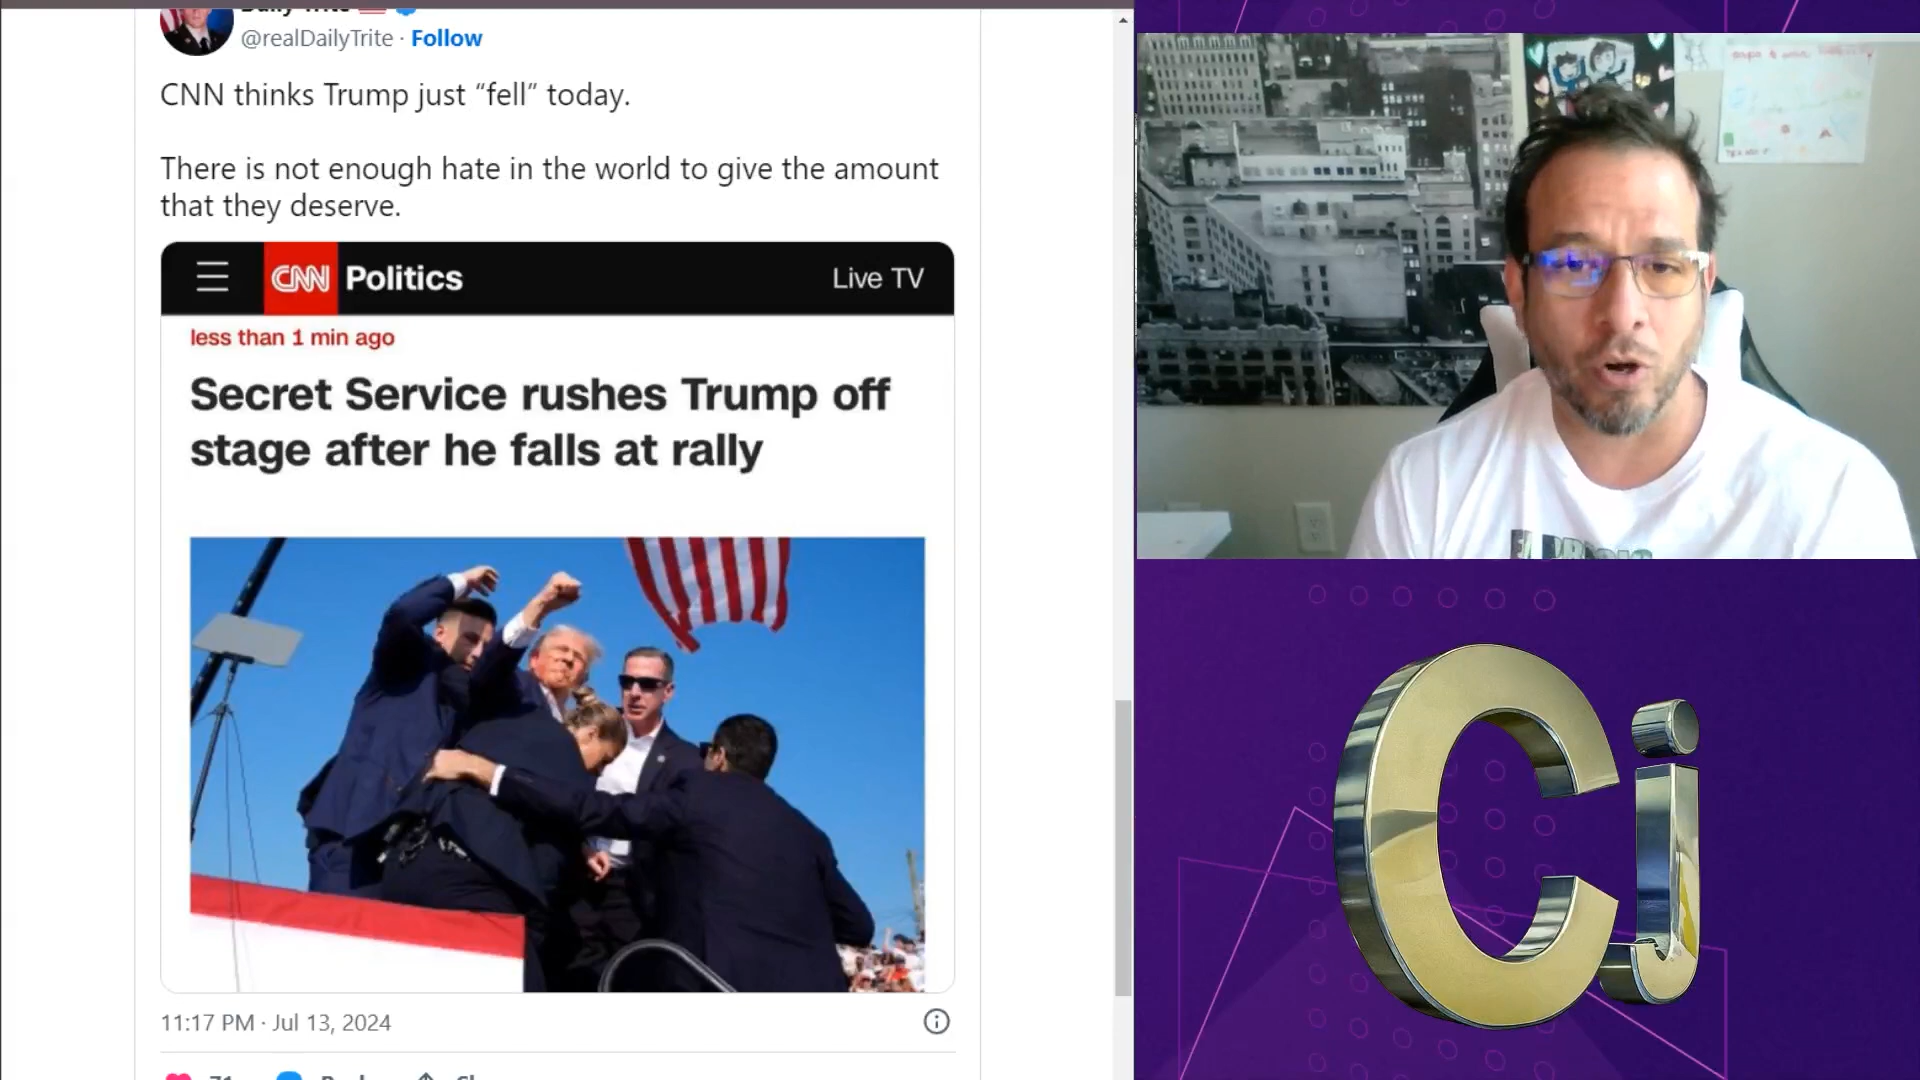 @realDailyTrite · Follow
CNN thinks Trump just “fell” today.
There is not enough hate in the world to give the amount
that they deserve.
CNN Politics
Live TV
less than 1 min ago
Secret Service rushes Trump off
stage after he falls at rally
11:17 PM · Jul 13, 2024
Cj